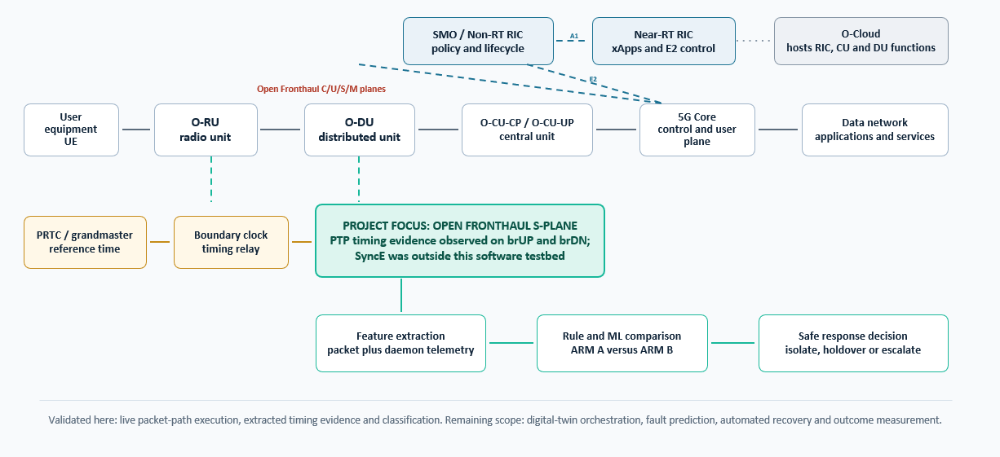 SMO / Non-RT RIC
policy and lifecycle
A1
Near-RT RIC
xApps and E2 control
O-Cloud
hosts RIC, CU and DU functions
E2
Open Fronthaul C/U/S/M planes
User
equipment
UE
O-RU
radio unit
O-DU
distributed unit
O-CU-CP / O-CU-UP
central unit
5G Core
control and user
plane
Data network
applications and services
PRTC / grandmaster
reference time
Boundary clock
timing relay
PROJECT FOCUS: OPEN FRONTHAUL S-PLANE
PTP timing evidence observed on brUP and brDN;
SyncE was outside this software testbed
Feature extraction
packet plus daemon telemetry
Rule and ML comparison
ARM A versus ARM B
Safe response decision
isolate, holdover or escalate
Validated here: live packet-path execution, extracted timing evidence and classification. Remaining scope: digital-twin orchestration, fault prediction, automated recovery and outcome measurement.